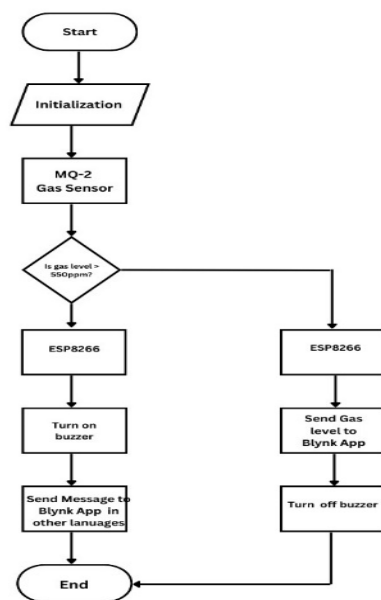 Start
Initialization
MQ-2
Gas Sensor
Is gas level >
550ppm?
ESP8266
Turn on
buzzer
Send Message to
Blynk App in
other lanuages
ESP8266
Send Gas
level to
Blynk App
Turn off buzzer
End